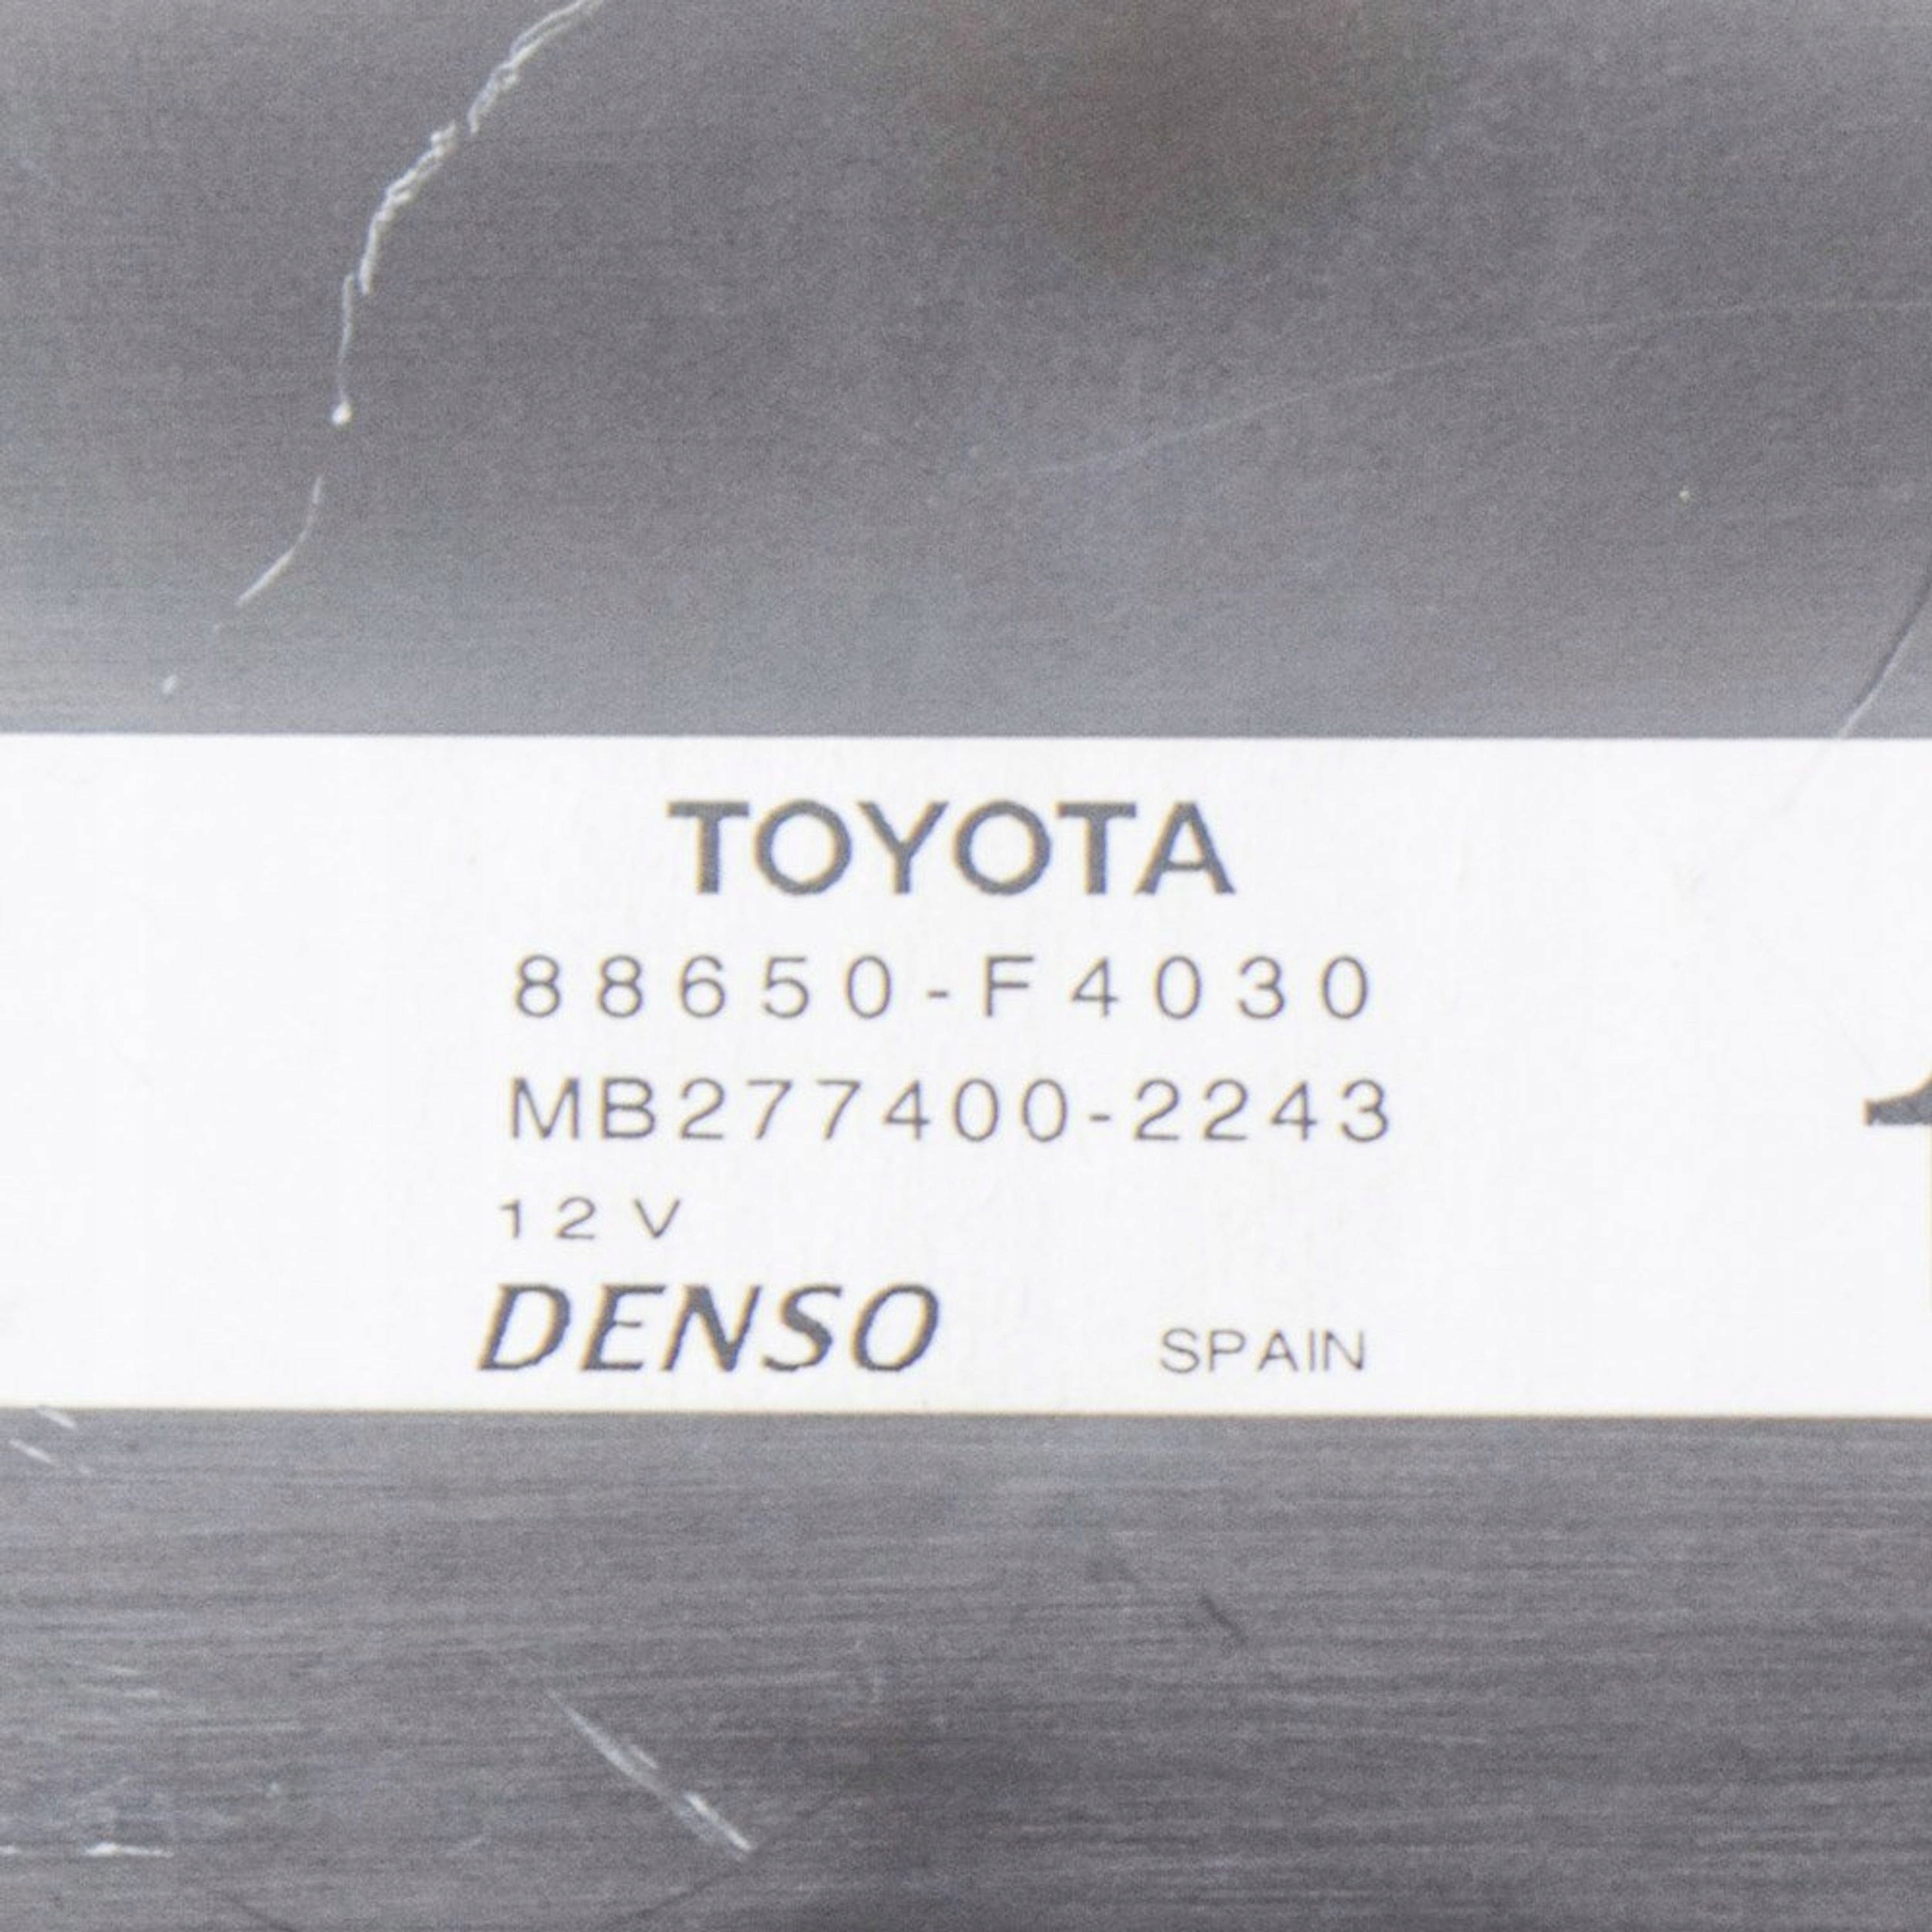 TOYOTA
88650-F4030
MB277400-2243
12V
DENSO SPAIN